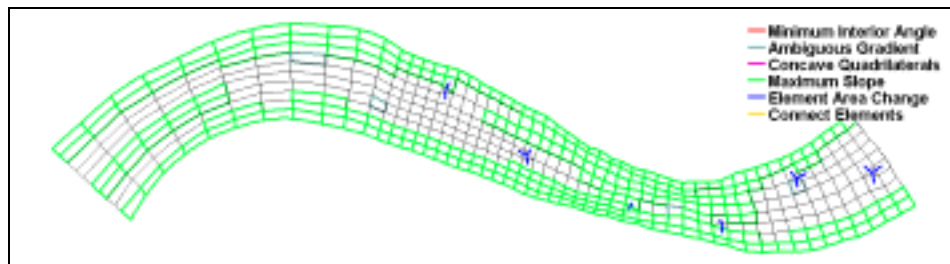 Minimum Interior Angle
Ambiguous Gradient
Concave Quadrilaterals
Maximum Slope
Element Area Change
Connect Elements